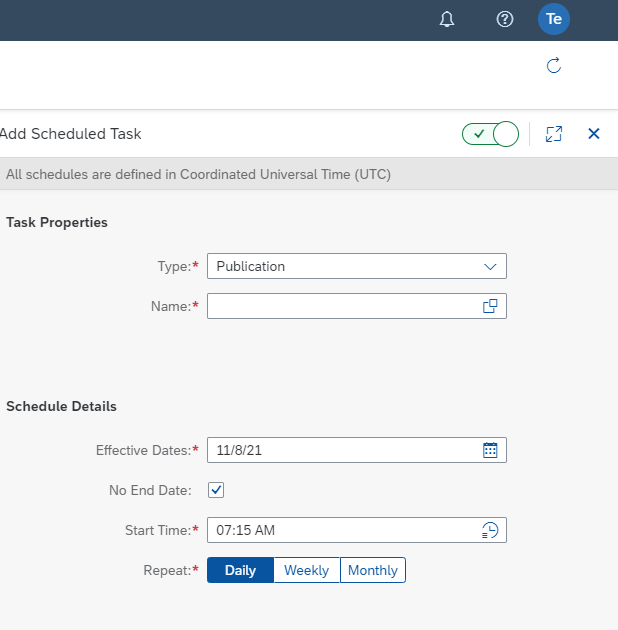 Te
Add Scheduled Task
All schedules are defined in Coordinated Universal Time (UTC)
Task Properties
Type:* Publication
Name:*
Schedule Details
Effective Dates:* 11/8/21
No End Date:
Start Time:* 07:15 AM
Repeat:* Daily Weekly Monthly